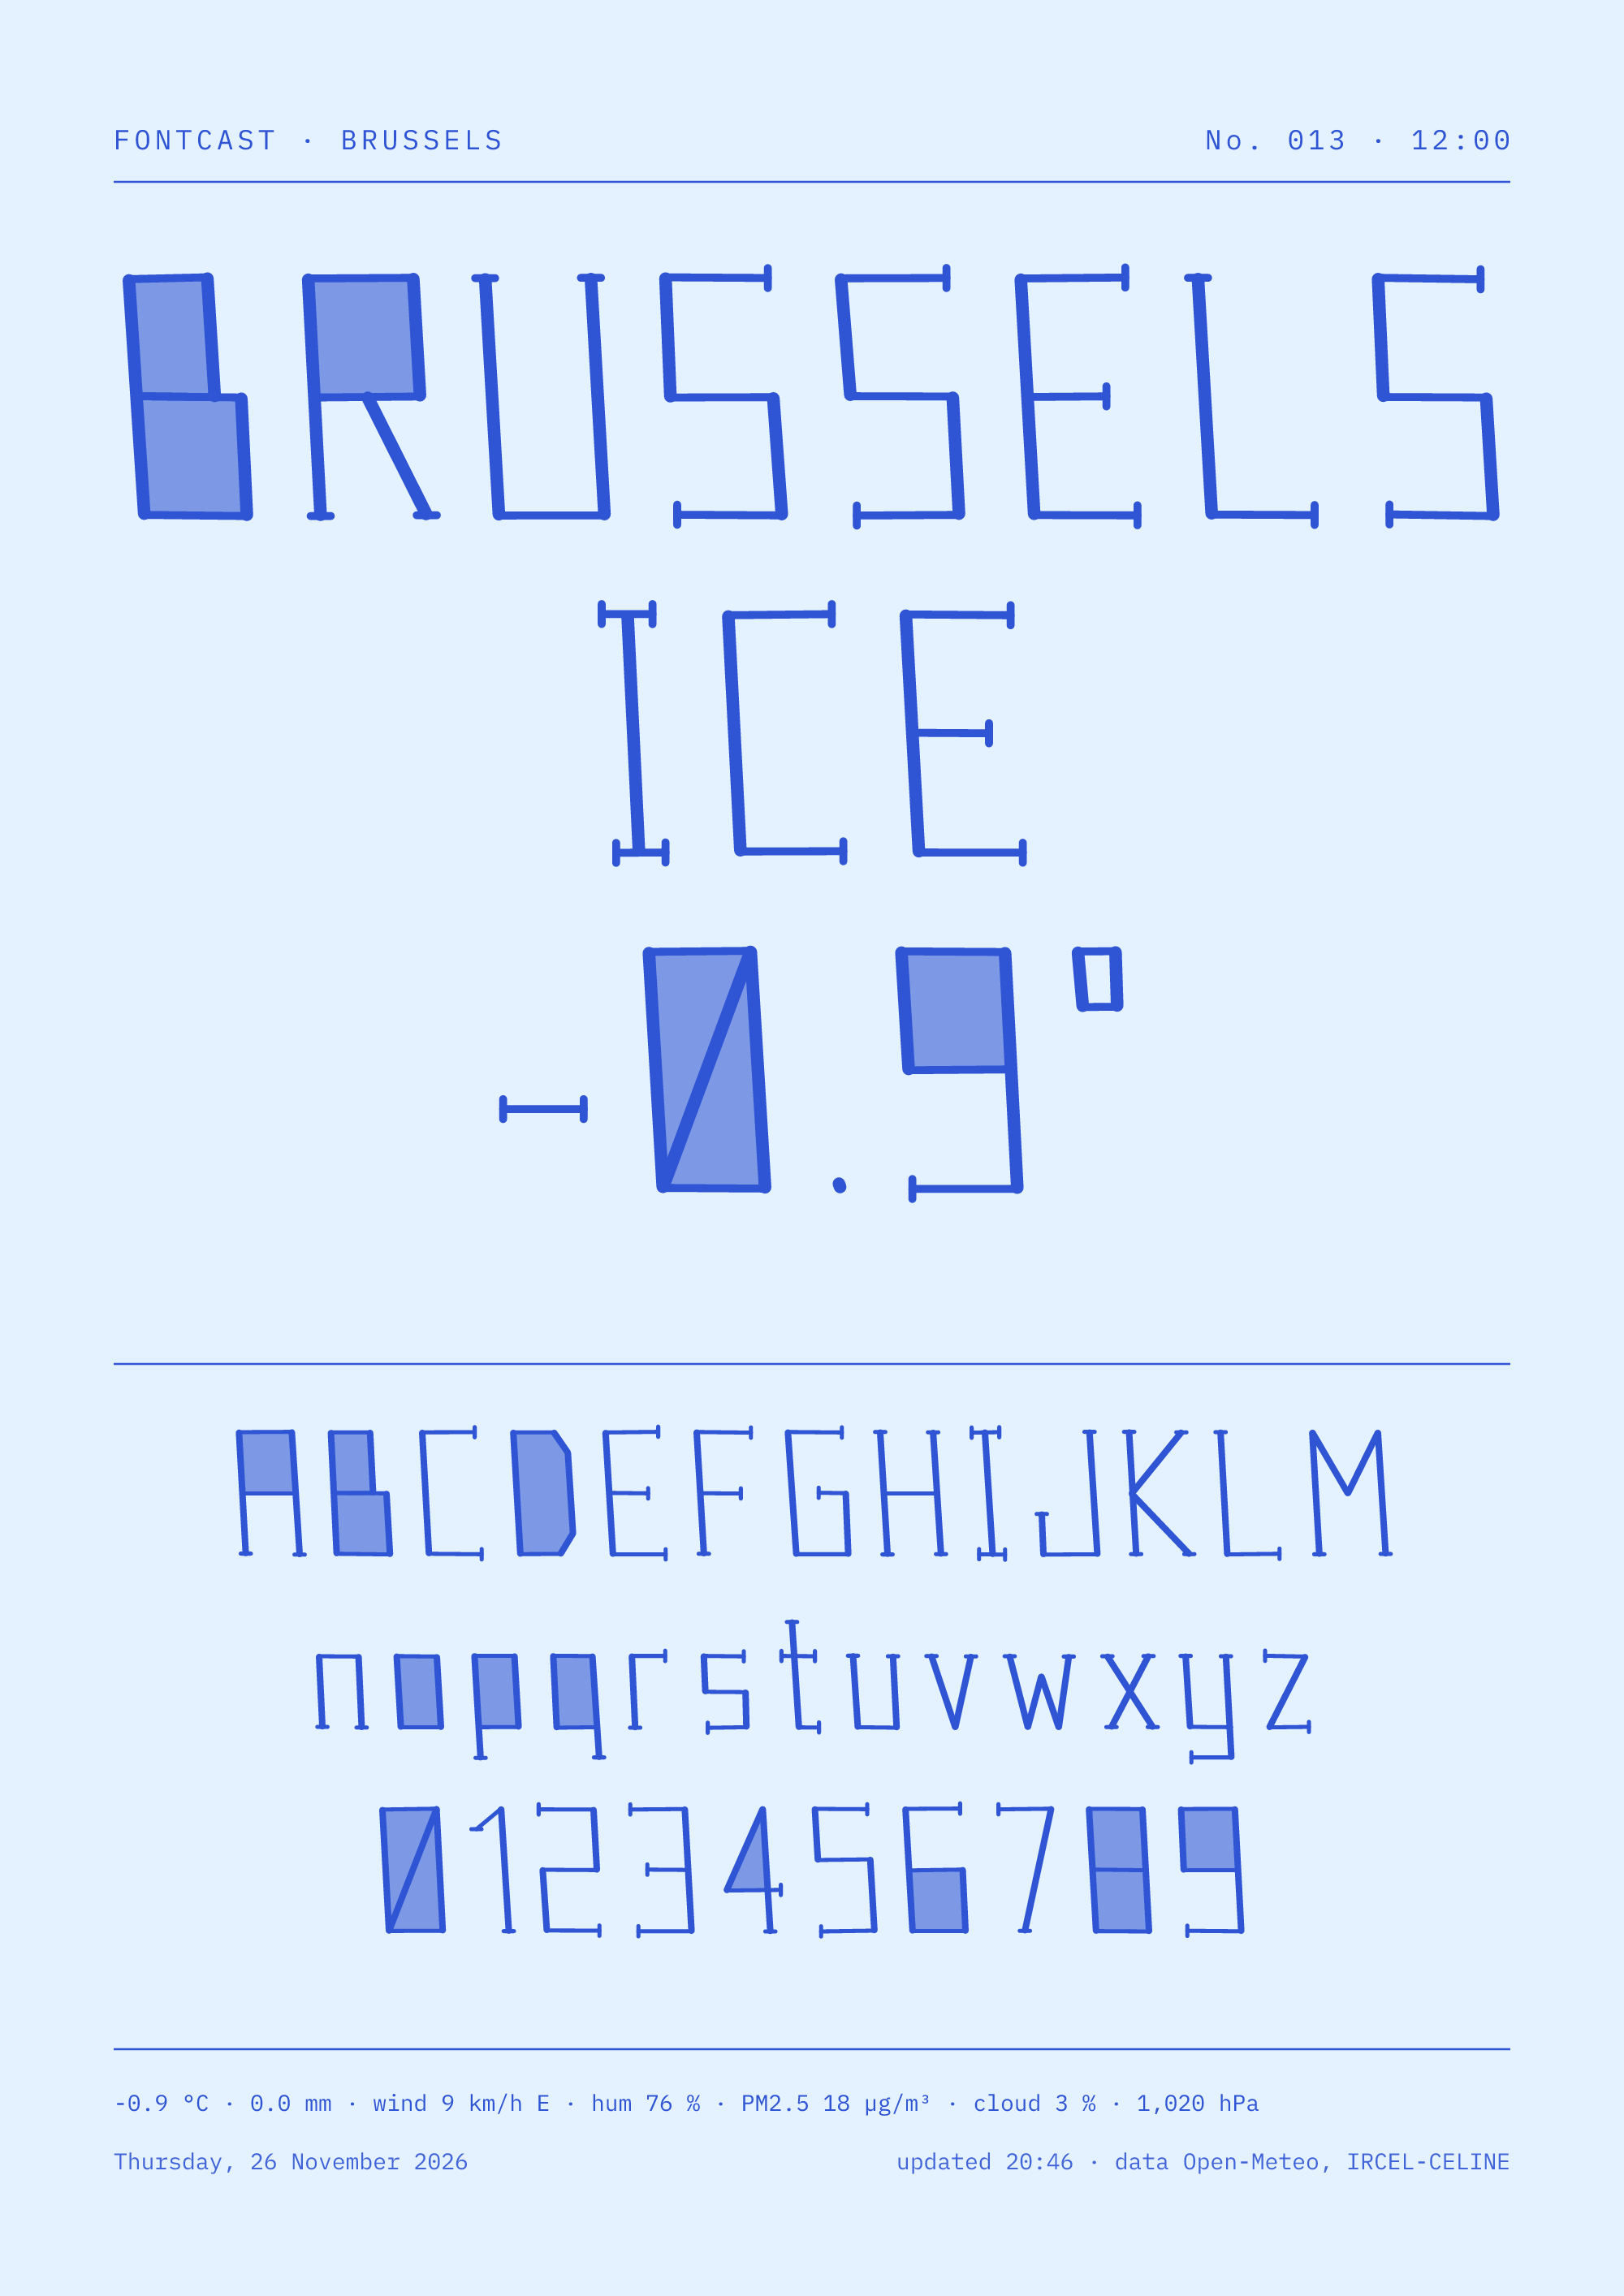 FONTCAST · BRUSSELS
No. 013 · 12:00
BRUSSELS
ICE
-0.9°
ABCDEFGHIJKLM
nopqrstuvwxyz
0123456789
-0.9 °C · 0.0 mm · wind 9 km/h E · hum 76 % · PM2.5 18 µg/m³ · cloud 3 % · 1,020 hPa
Thursday, 26 November 2026
updated 20:46 · data Open-Meteo, IRCEL-CELINE